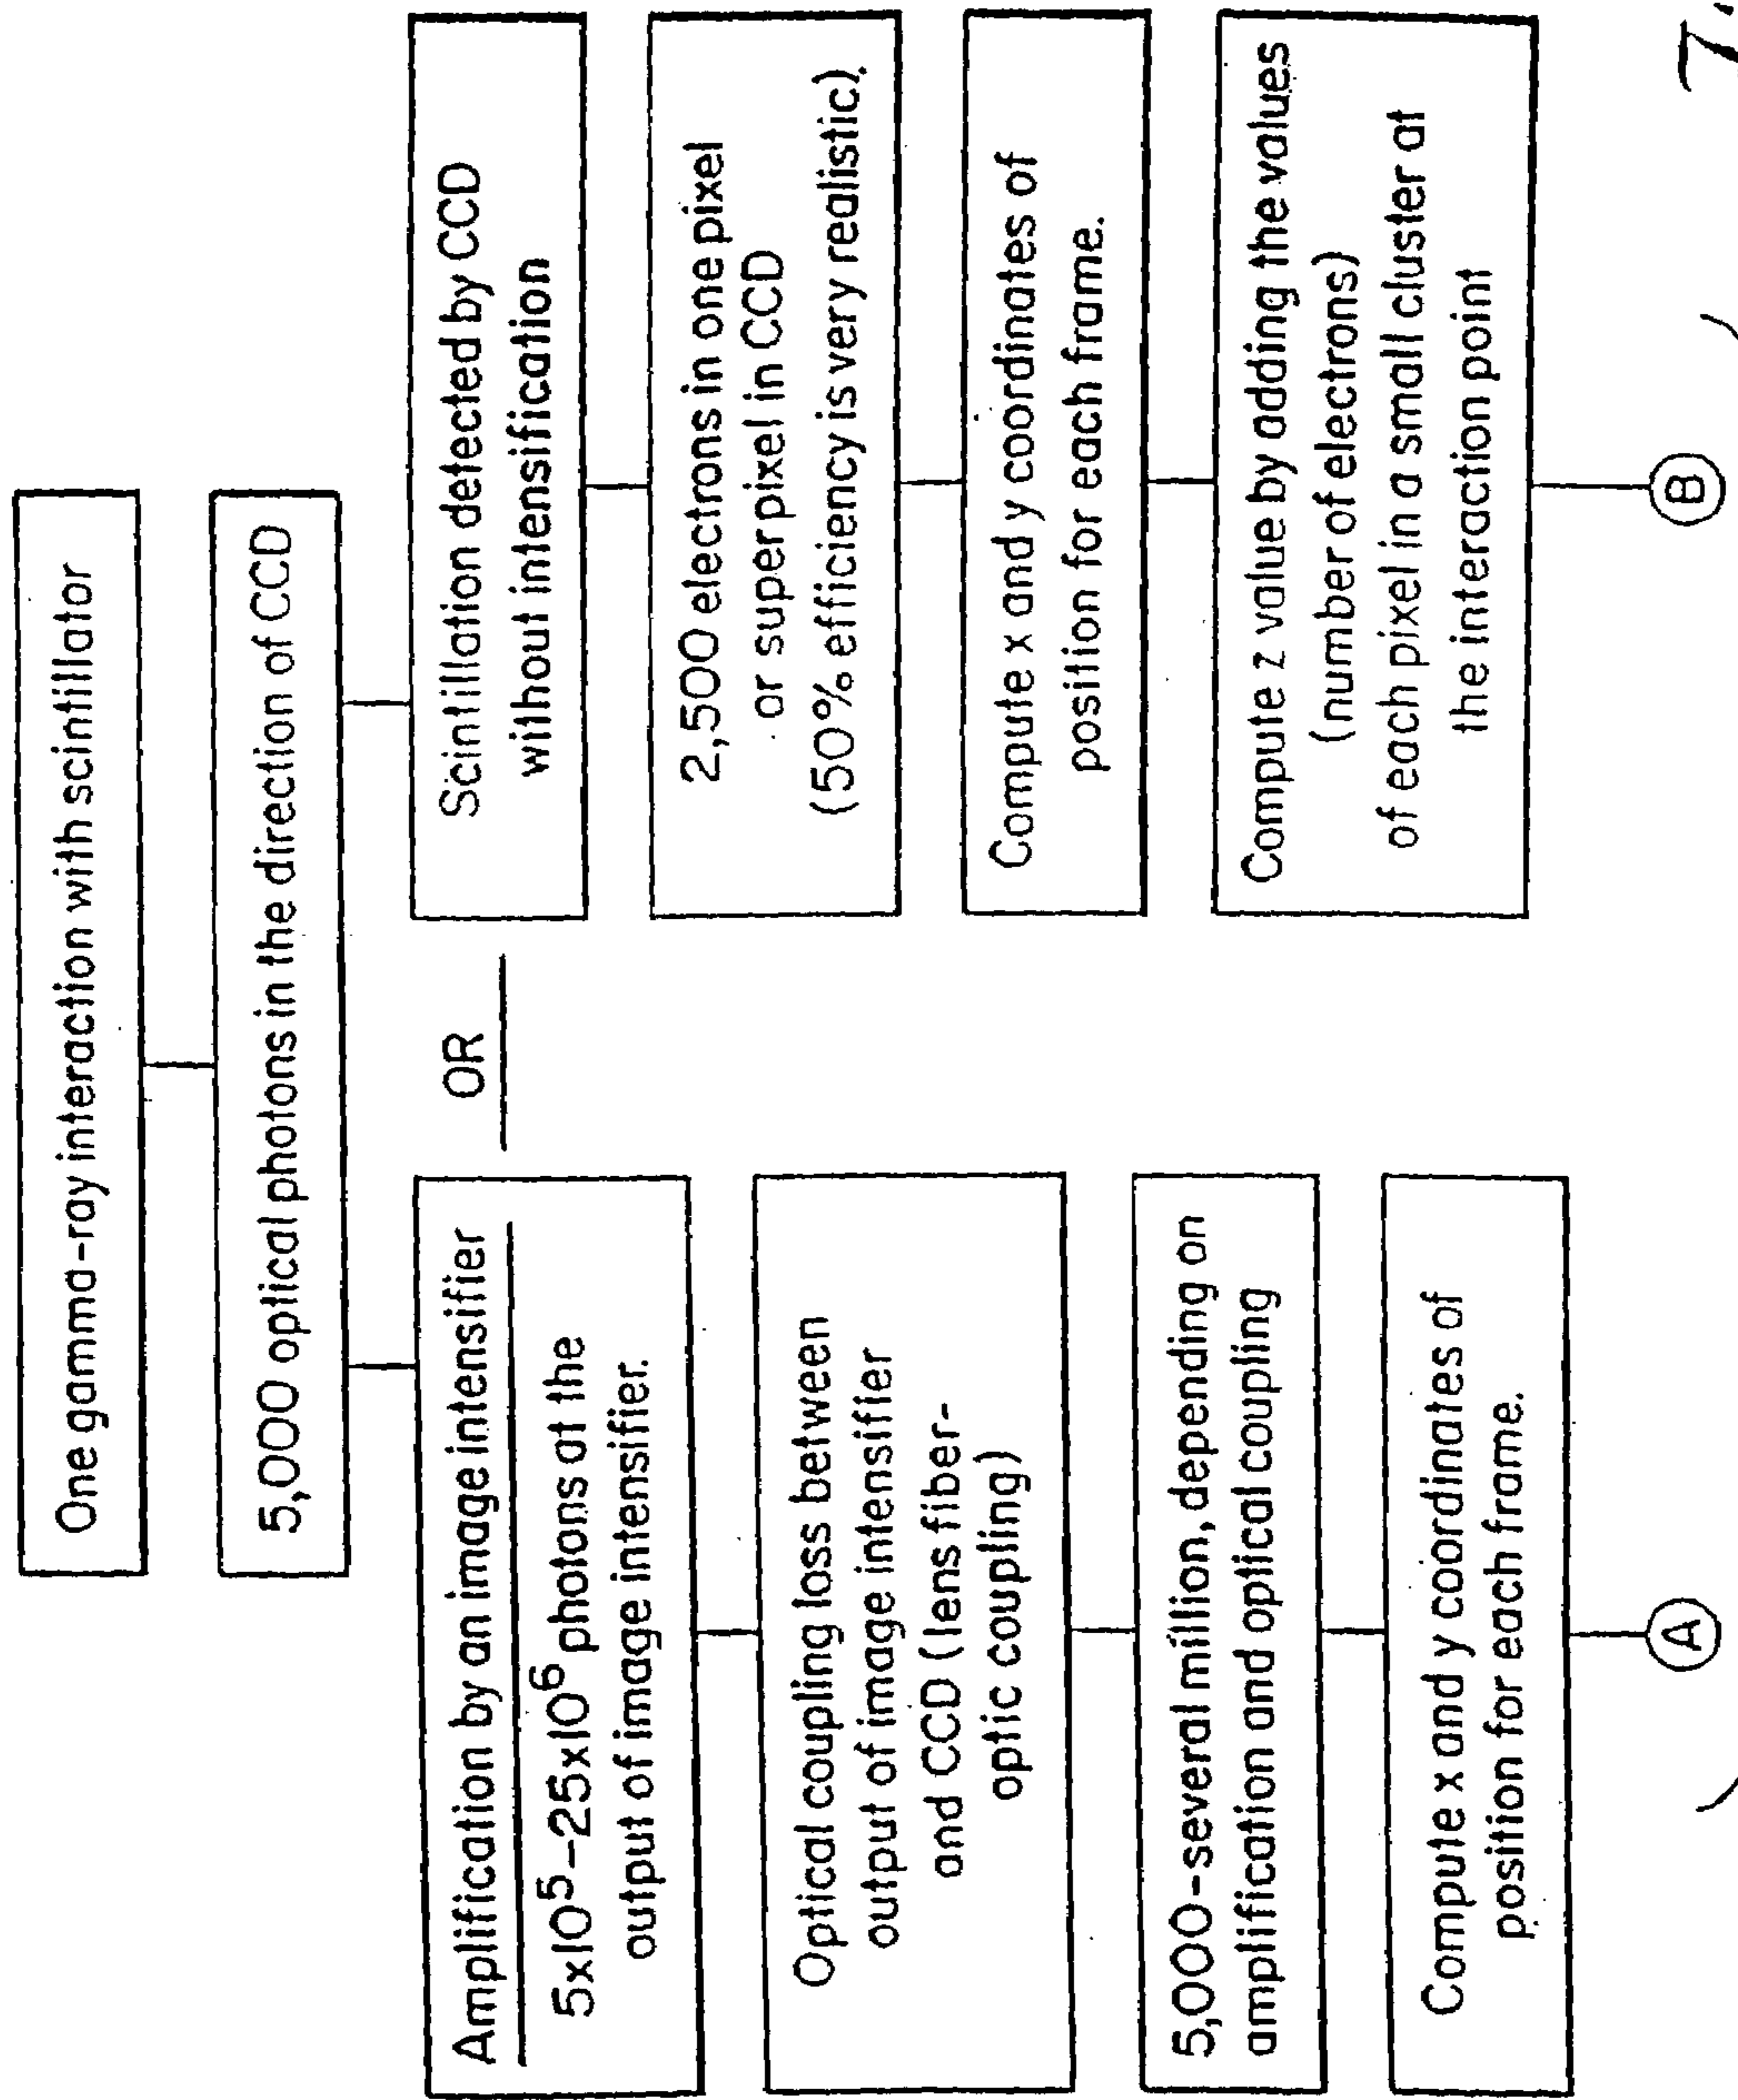 One gamma-ray interaction with scintillator
5,000 optical photons in the direction of CCD
Amplification by an image intensifier
5x10⁵-25x10⁶ photons at the
output of image intensifier.
Optical coupling loss between
output of image intensifier
and CCD (lens fiber-
optic coupling)
5,000-several million, depending on
amplification and optical coupling
Compute x and y coordinates of
position for each frame.
A
OR
Scintillation detected by CCD
without intensification
2,500 electrons in one pixel
or superpixel in CCD
(50% efficiency is very realistic).
Compute x and y coordinates of
position for each frame.
Compute z value by adding the values
(number of electrons)
of each pixel in a small cluster at
the interaction point
B